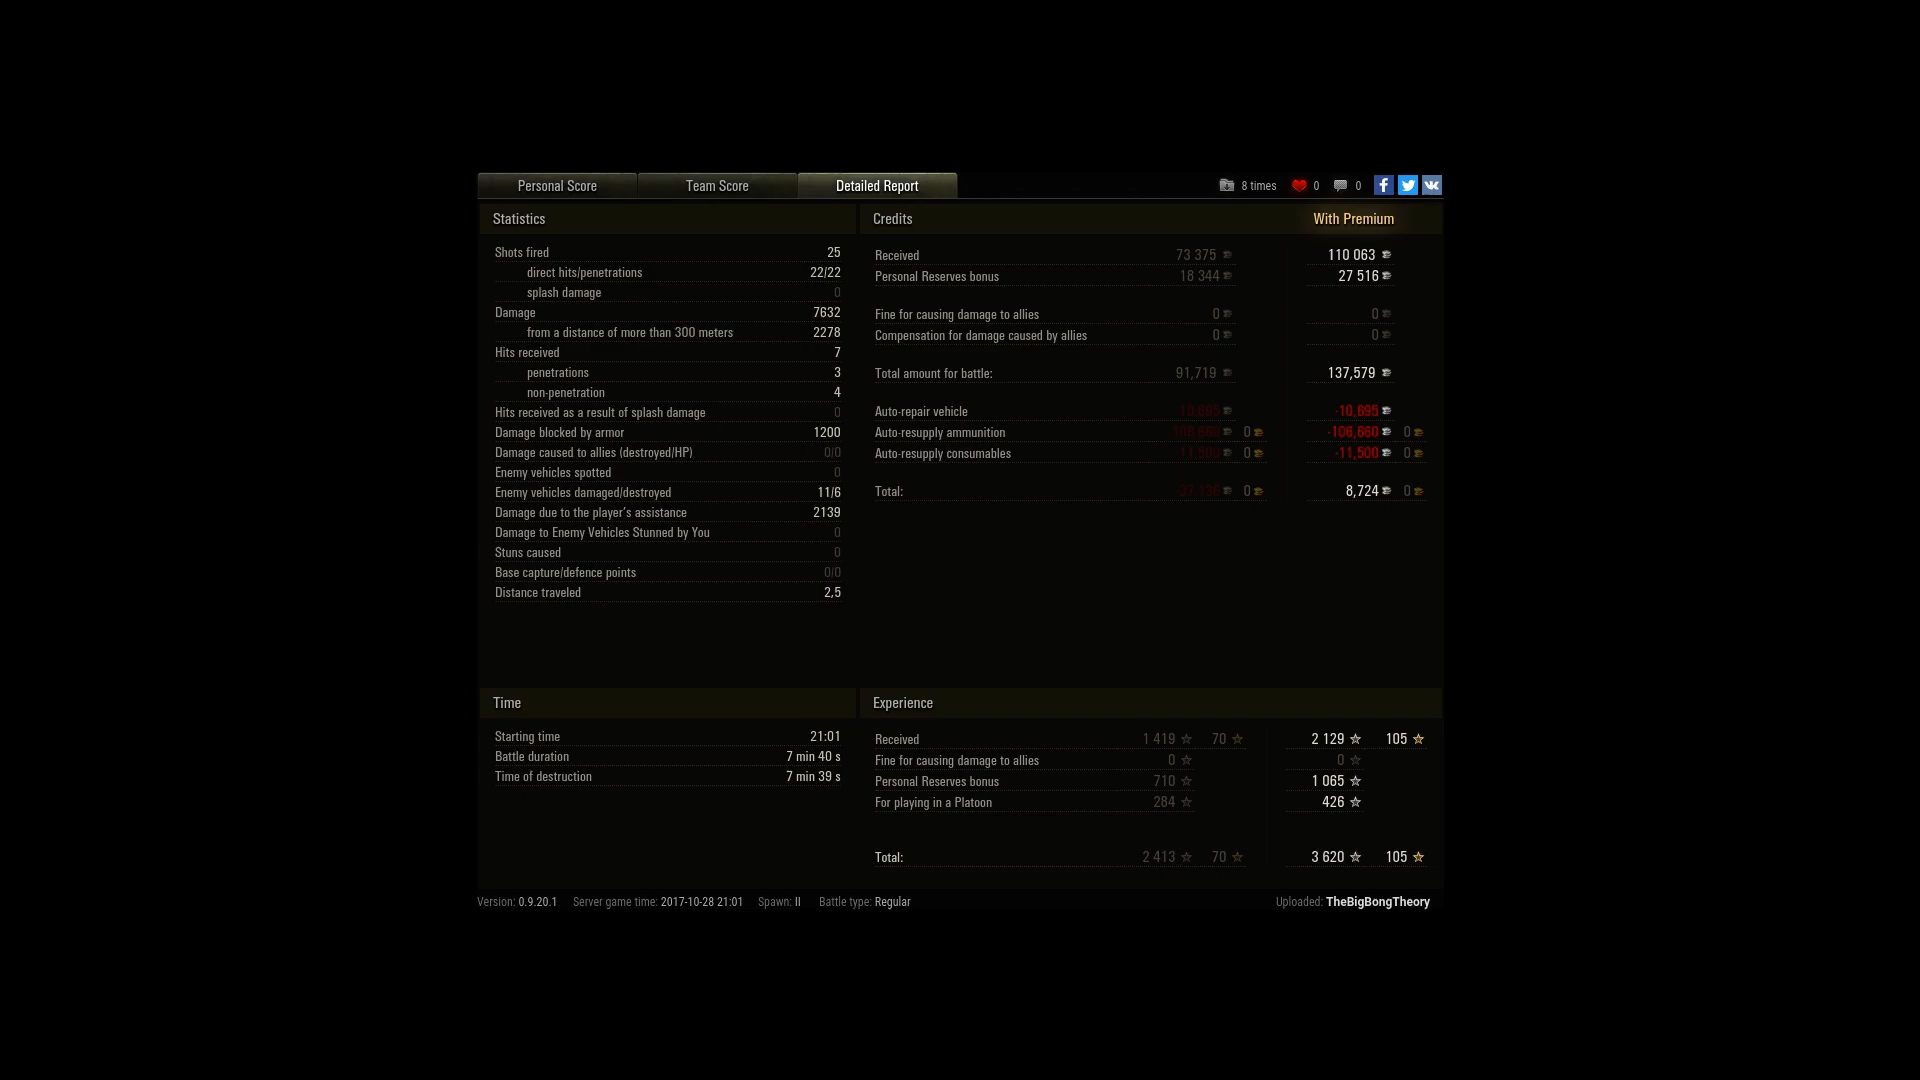 Personal Score Team Score Detailed Report 8 times 0 0
Statistics
Shots fired 25
direct hits/penetrations 22/22
splash damage 0
Damage 7632
from a distance of more than 300 meters 2278
Hits received 7
penetrations 3
non-penetration 4
Hits received as a result of splash damage 0
Damage blocked by armor 1200
Damage caused to allies (destroyed/HP) 0/0
Enemy vehicles spotted 0
Enemy vehicles damaged/destroyed 11/6
Damage due to the player's assistance 2139
Damage to Enemy Vehicles Stunned by You 0
Stuns caused 0
Base capture/defence points 0/0
Distance traveled 2,5
Credits With Premium
Received 73 375 110 063
Personal Reserves bonus 18 344 27 516
Fine for causing damage to allies 0 0
Compensation for damage caused by allies 0 0
Total amount for battle: 91,719 137,579
Auto-repair vehicle -10,695 -10,695
Auto-resupply ammunition 0 -106,660 0
Auto-resupply consumables -11,500 0 -11,500 0
Total: 0 8,724 0
Time
Starting time 21:01
Battle duration 7 min 40 s
Time of destruction 7 min 39 s
Experience
Received 1 419 70 2 129 105
Fine for causing damage to allies 0 0
Personal Reserves bonus 710 1 065
For playing in a Platoon 284 426
Total: 2 413 70 3 620 105
Version: 0.9.20.1 Server game time: 2017-10-28 21:01 Spawn: II Battle type: Regular Uploaded: TheBigBongTheory